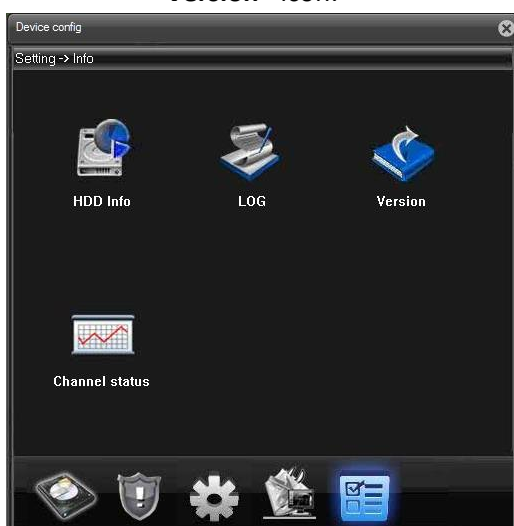 Device config
Setting -> Info
HDD Info
LOG
Version
Channel status